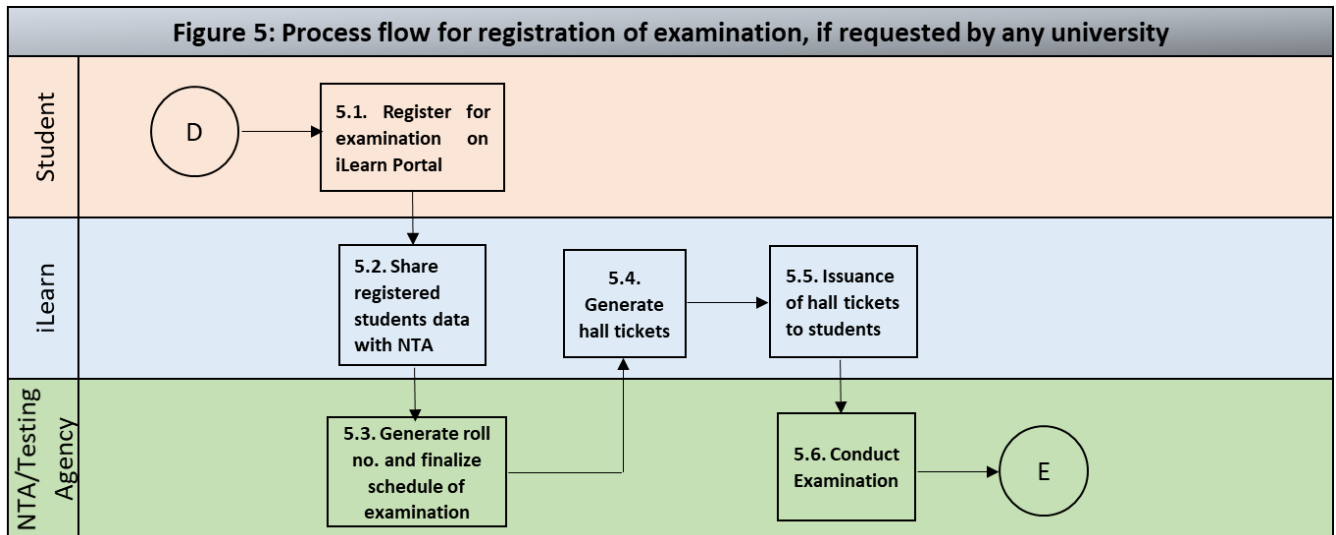 Figure 5: Process flow for registration of examination, if requested by any university
Student
D
5.1. Register for
examination on
iLearn Portal
iLearn
5.2. Share
registered
students data
with NTA
5.4.
Generate
hall tickets
5.5. Issuance
of hall tickets
to students
NTA/Testing
Agency
5.3. Generate roll
no. and finalize
schedule of
examination
5.6. Conduct
Examination
E